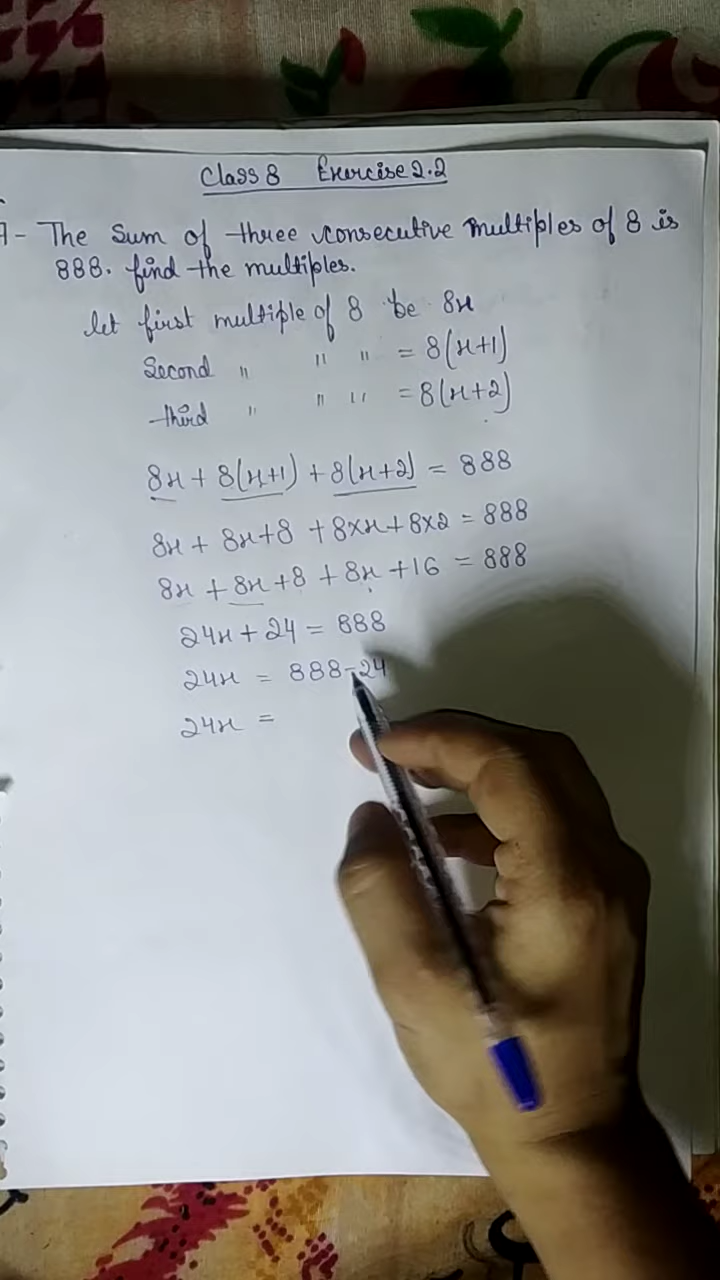 Class 8 Exercise 2.2
7- The Sum of three consecutive multiples of 8 is
888. find the multiples.
let first multiple of 8 be 8x
Second " " " = 8(x+1)
third " " " = 8(x+2)
8x + 8(x+1) + 8(x+2) = 888
8x + 8x+8 + 8×x+8×2 = 888
8x + 8x +8 + 8x +16 = 888
24x + 24 = 888
24x = 888-24
24x =